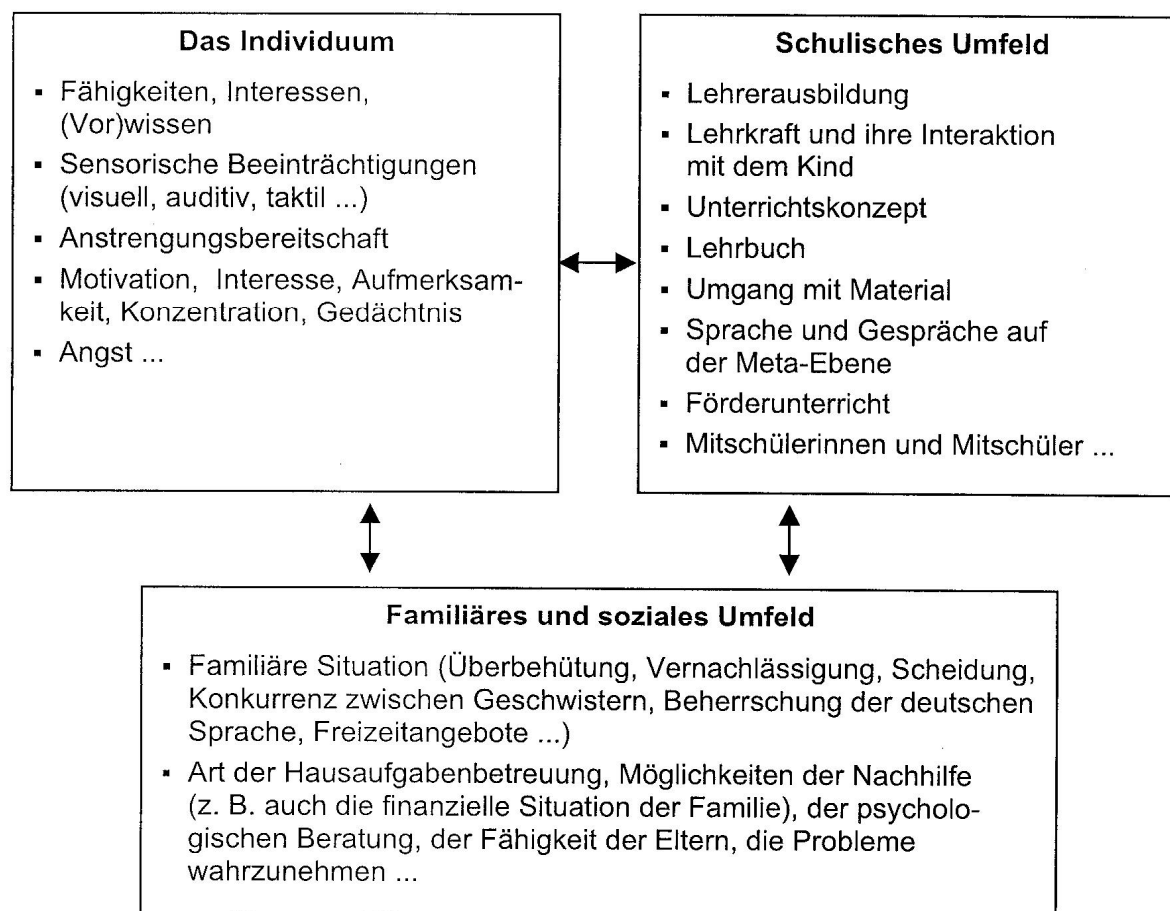 Das Individuum
▪ Fähigkeiten, Interessen,
(Vor)wissen
▪ Sensorische Beeinträchtigungen
(visuell, auditiv, taktil ...)
▪ Anstrengungsbereitschaft
▪ Motivation, Interesse, Aufmerksam-
keit, Konzentration, Gedächtnis
▪ Angst ...
Schulisches Umfeld
▪ Lehrerausbildung
▪ Lehrkraft und ihre Interaktion
mit dem Kind
▪ Unterrichtskonzept
▪ Lehrbuch
▪ Umgang mit Material
▪ Sprache und Gespräche auf
der Meta-Ebene
▪ Förderunterricht
▪ Mitschülerinnen und Mitschüler ...
Familiäres und soziales Umfeld
▪ Familiäre Situation (Überbehütung, Vernachlässigung, Scheidung,
Konkurrenz zwischen Geschwistern, Beherrschung der deutschen
Sprache, Freizeitangebote ...)
▪ Art der Hausaufgabenbetreuung, Möglichkeiten der Nachhilfe
(z. B. auch die finanzielle Situation der Familie), der psycholo-
gischen Beratung, der Fähigkeit der Eltern, die Probleme
wahrzunehmen ...